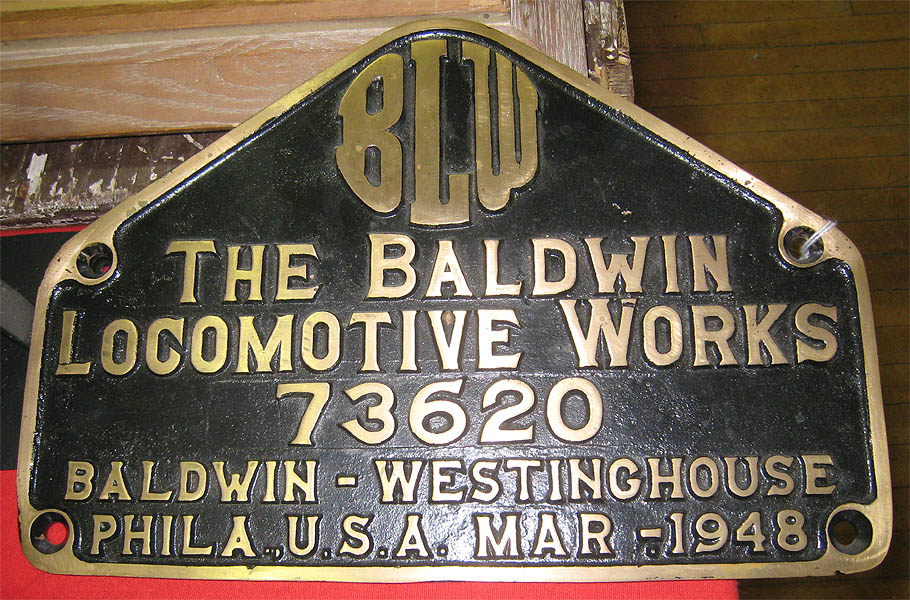 BLW
THE BALDWIN
LOCOMOTIVE WORKS
73620
BALDWIN - WESTINGHOUSE
PHILA., U.S.A. MAR - 1948